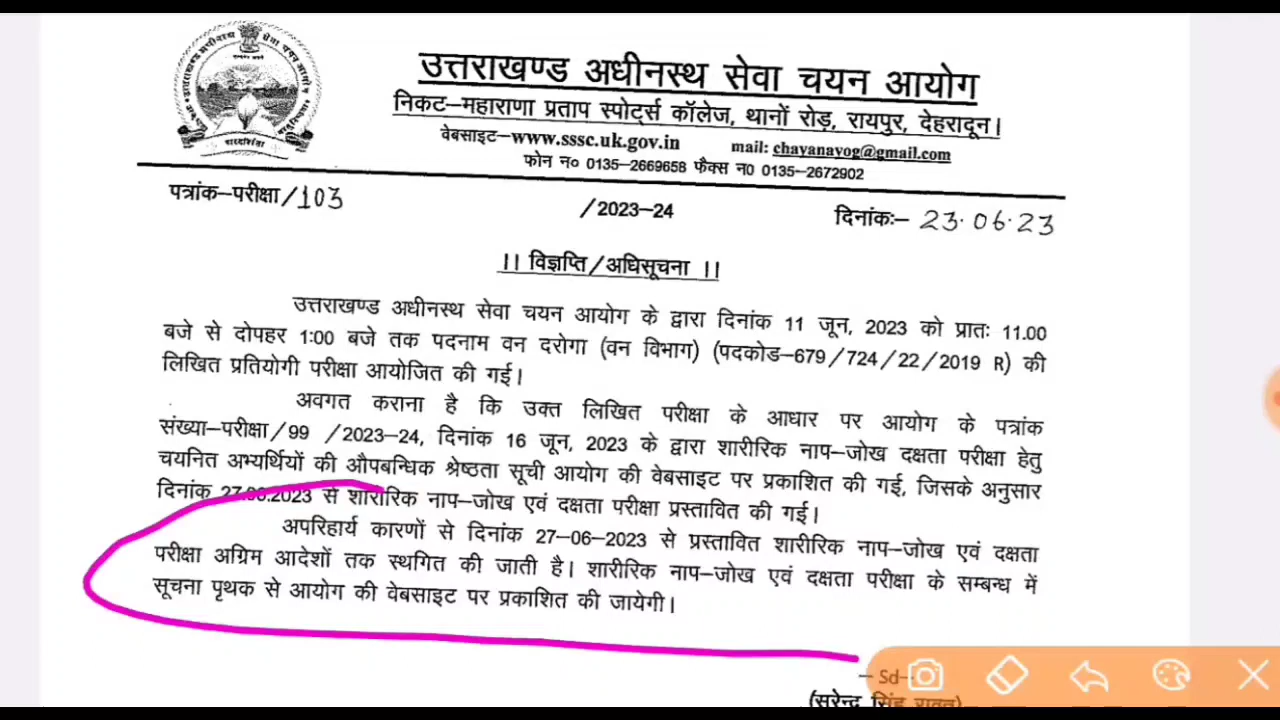 पारदर्शिता
उत्तराखण्ड अधीनस्थ सेवा चयन आयोग
निकट–महाराणा प्रताप स्पोर्ट्स कॉलेज, थानों रोड़, रायपुर, देहरादून।
वेबसाइट–www.sssc.uk.gov.in mail: chayanavog@gmail.com
फोन न० 0135–2669658 फैक्स न0 0135–2672902
पत्रांक–परीक्षा/103 /2023–24 दिनांकः– 23.06.23
।। विज्ञप्ति/अधिसूचना ।।
उत्तराखण्ड अधीनस्थ सेवा चयन आयोग के द्वारा दिनांक 11 जून, 2023 को प्रातः 11.00
बजे से दोपहर 1:00 बजे तक पदनाम वन दरोगा (वन विभाग) (पदकोड–679/724/22/2019 R) की
लिखित प्रतियोगी परीक्षा आयोजित की गई।
अवगत कराना है कि उक्त लिखित परीक्षा के आधार पर आयोग के पत्रांक
संख्या–परीक्षा/99 /2023–24, दिनांक 16 जून, 2023 के द्वारा शारीरिक नाप–जोख दक्षता परीक्षा हेतु
चयनित अभ्यर्थियों की औपबन्धिक श्रेष्ठता सूची आयोग की वेबसाइट पर प्रकाशित की गई, जिसके अनुसार
दिनांक 27.06.2023 से शारीरिक नाप–जोख एवं दक्षता परीक्षा प्रस्तावित की गई।
अपरिहार्य कारणों से दिनांक 27–06–2023 से प्रस्तावित शारीरिक नाप–जोख एवं दक्षता
परीक्षा अग्रिम आदेशों तक स्थगित की जाती है। शारीरिक नाप–जोख एवं दक्षता परीक्षा के सम्बन्ध में
सूचना पृथक से आयोग की वेबसाइट पर प्रकाशित की जायेगी।
– Sd–
(सुरेन्द्र सिंह रावत)